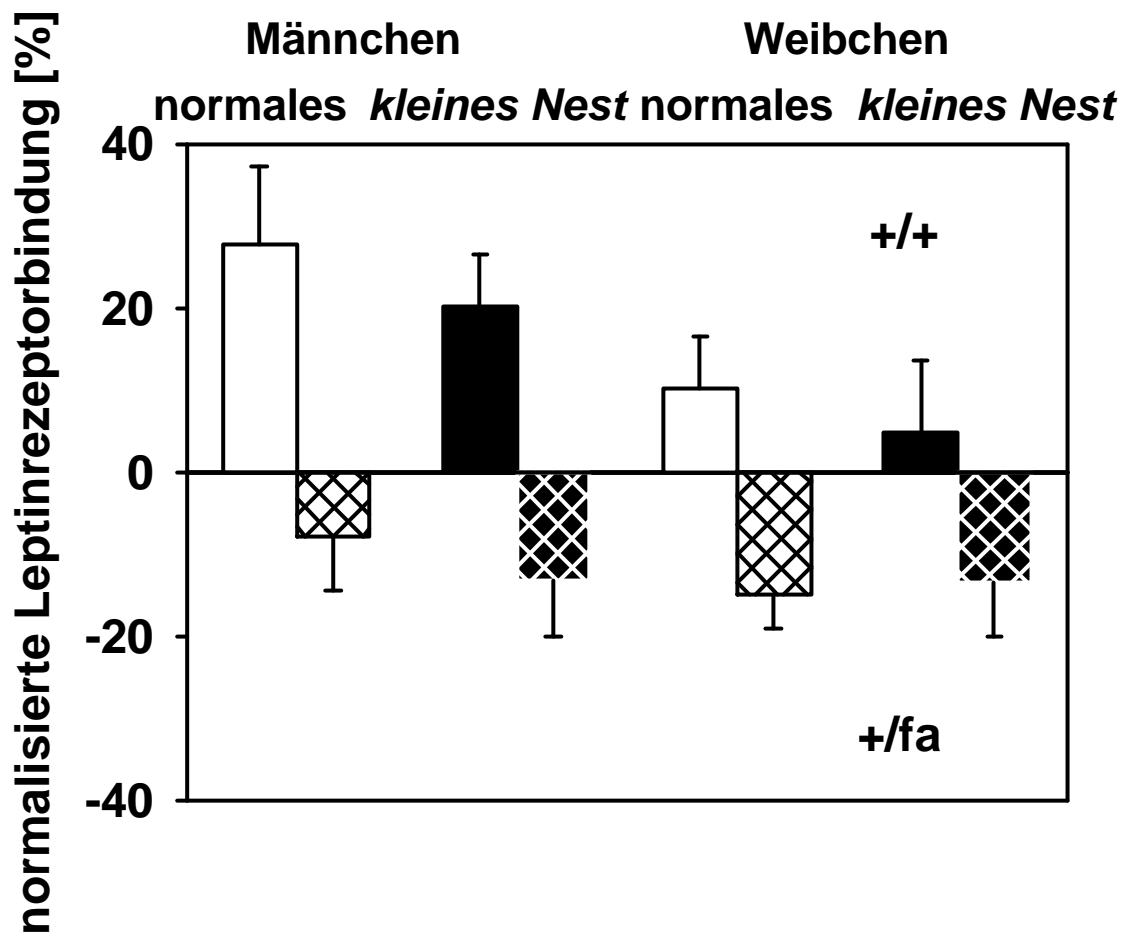 normalisierte Leptinrezeptorbindung [%]
Männchen Weibchen
normales kleines Nest normales kleines Nest
40
+/+
20
0
-20
+/fa
-40